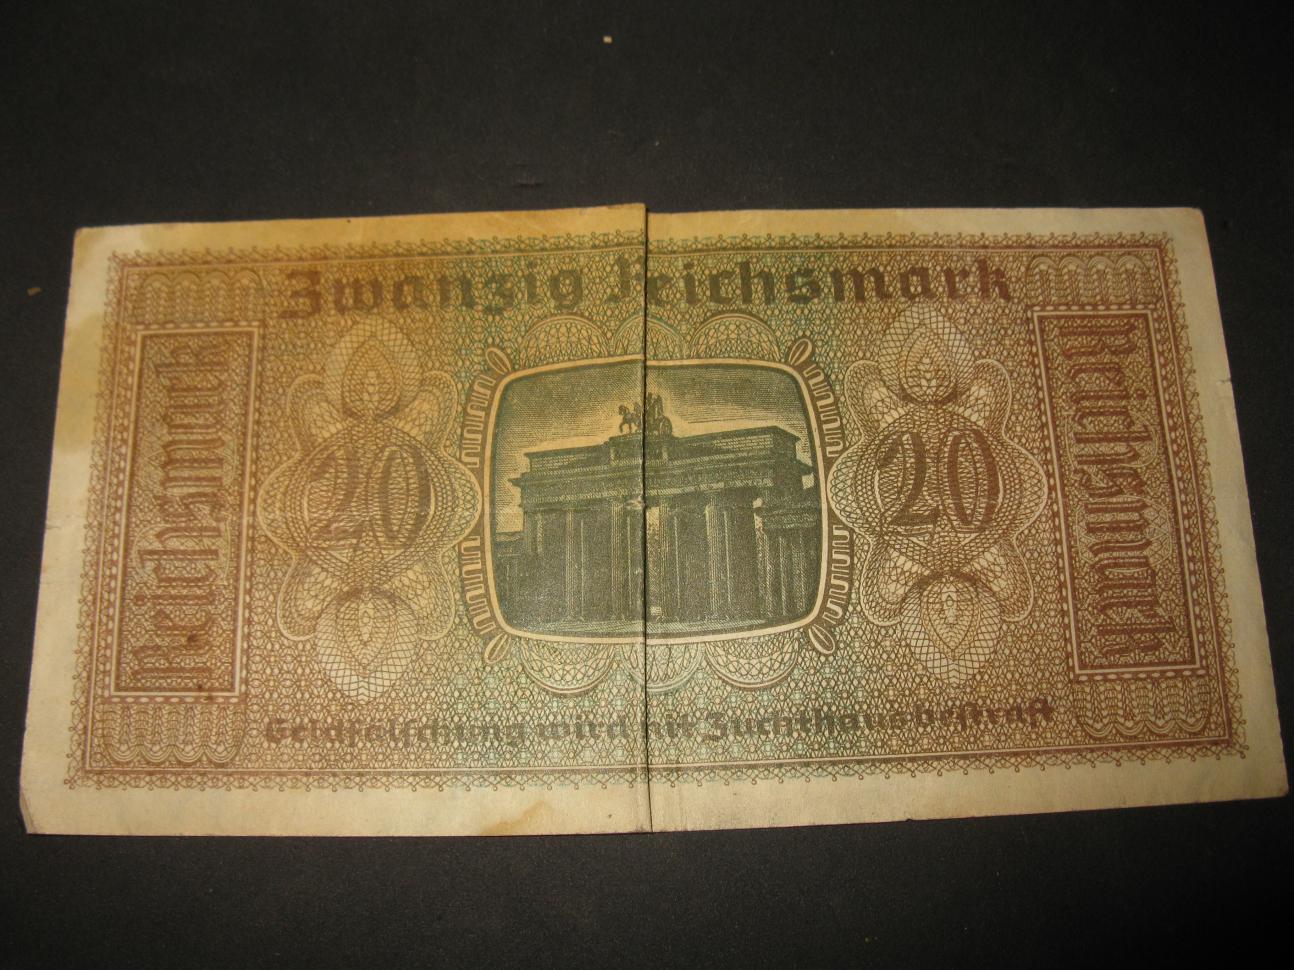 Zwanzig Reichsmark
Reichsmark
20
20
Reichsmark
Geldfälschung wird mit Zuchthaus bestraft